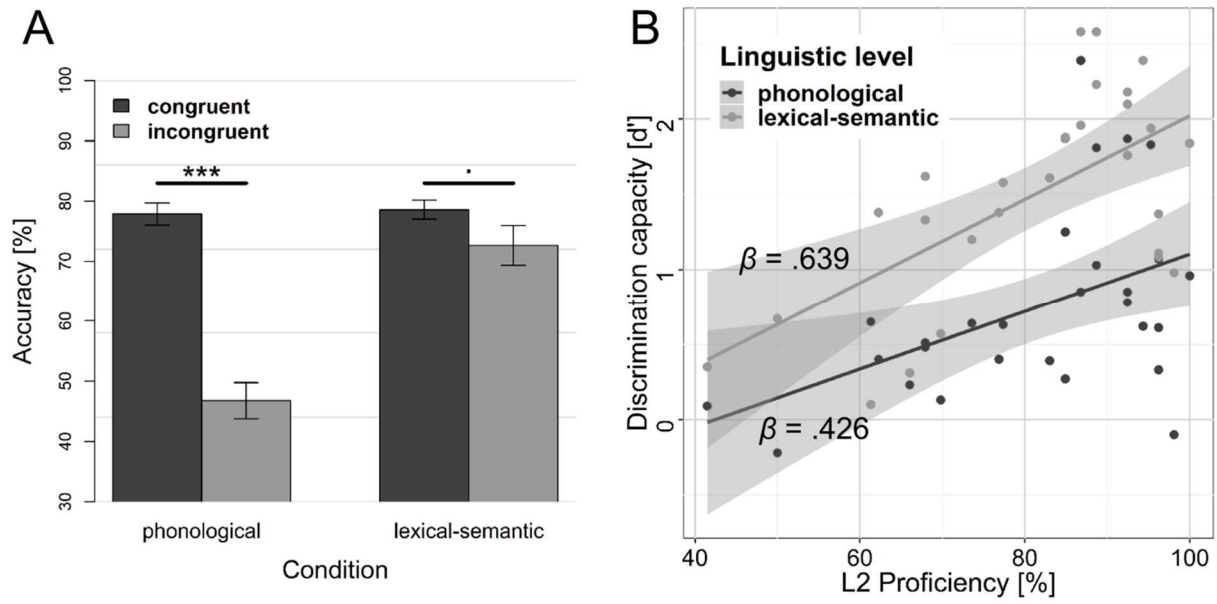 A
Accuracy [%]
100
90
80
70
60
50
40
30
congruent
incongruent
***
.
phonological
lexical-semantic
Condition
B
Discrimination capacity [d']
2
1
0
Linguistic level
phonological
lexical-semantic
β = .639
β = .426
40
60
80
100
L2 Proficiency [%]